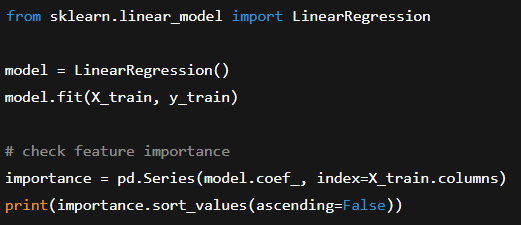 from sklearn.linear_model import LinearRegression
model = LinearRegression()
model.fit(X_train, y_train)
# check feature importance
importance = pd.Series(model.coef_, index=X_train.columns)
print(importance.sort_values(ascending=False))